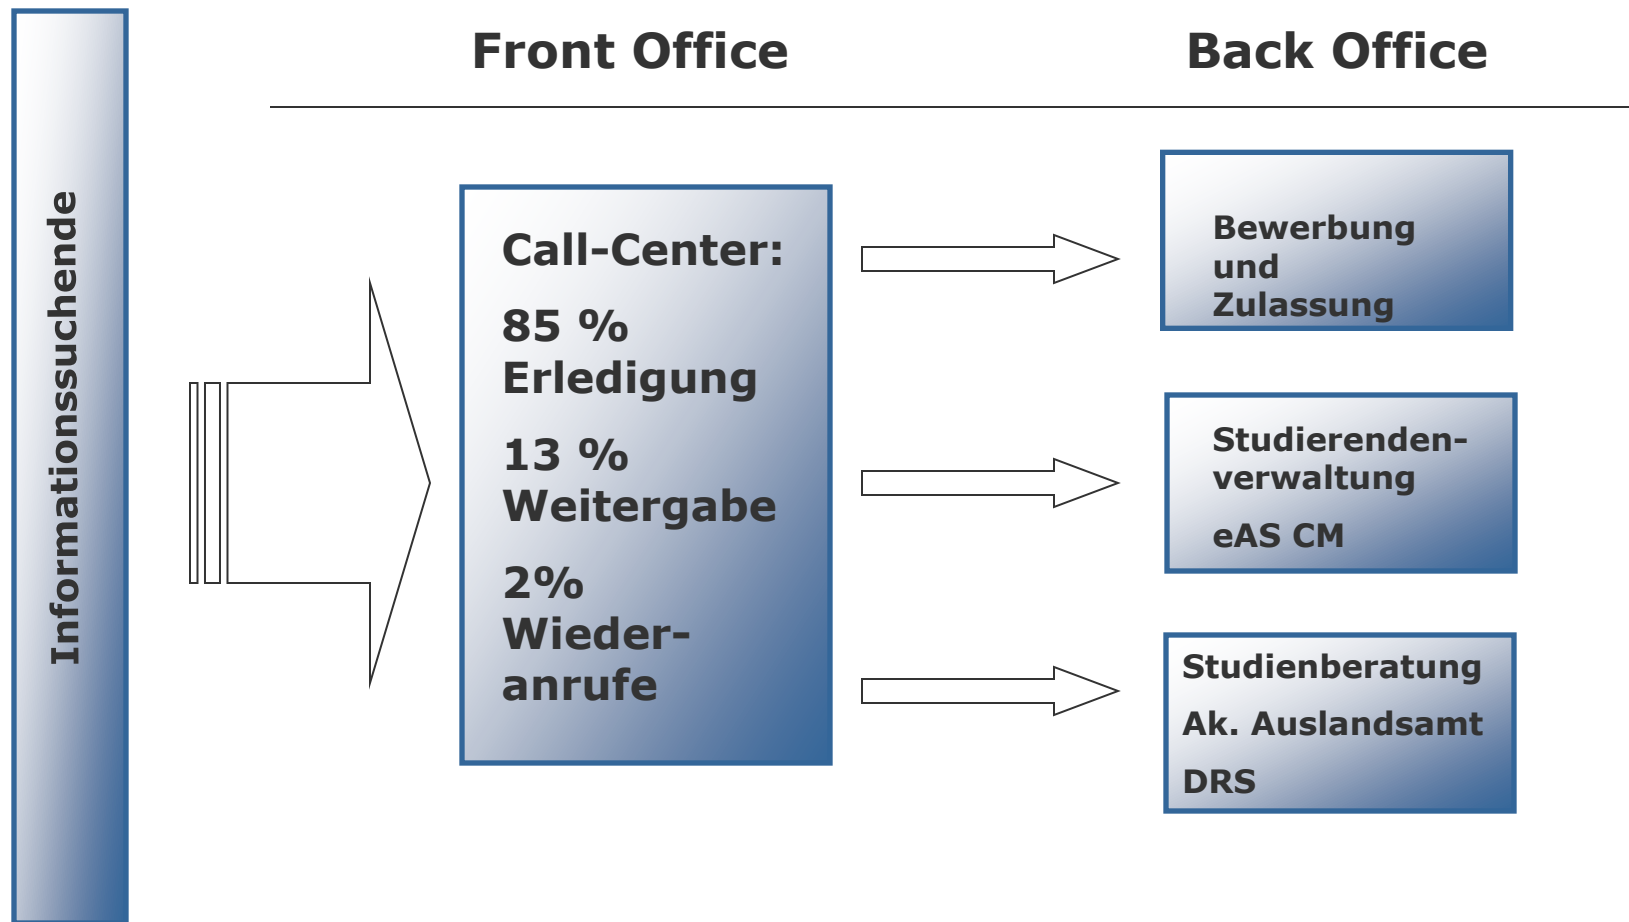 Informationssuchende
Front Office
Back Office
Call-Center:
85 %
Erledigung
13 %
Weitergabe
2%
Wieder-
anrufe
Bewerbung
und
Zulassung
Studierenden-
verwaltung
eAS CM
Studienberatung
Ak. Auslandsamt
DRS